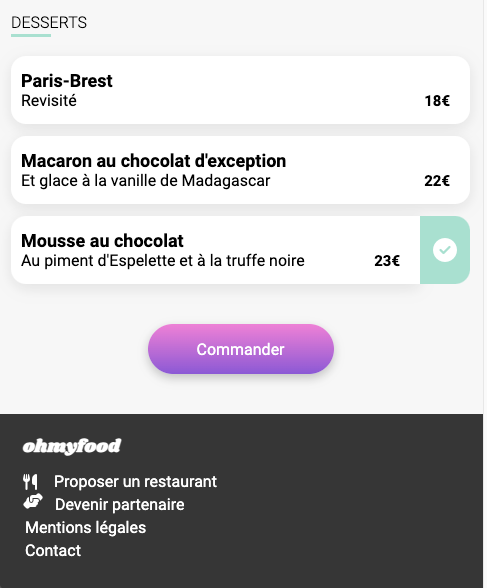 DESSERTS
Paris-Brest
Revisité
18€
Macaron au chocolat d'exception
Et glace à la vanille de Madagascar
22€
Mousse au chocolat
Au piment d'Espelette et à la truffe noire
23€
Commander
ohmyfood
Proposer un restaurant
Devenir partenaire
Mentions légales
Contact